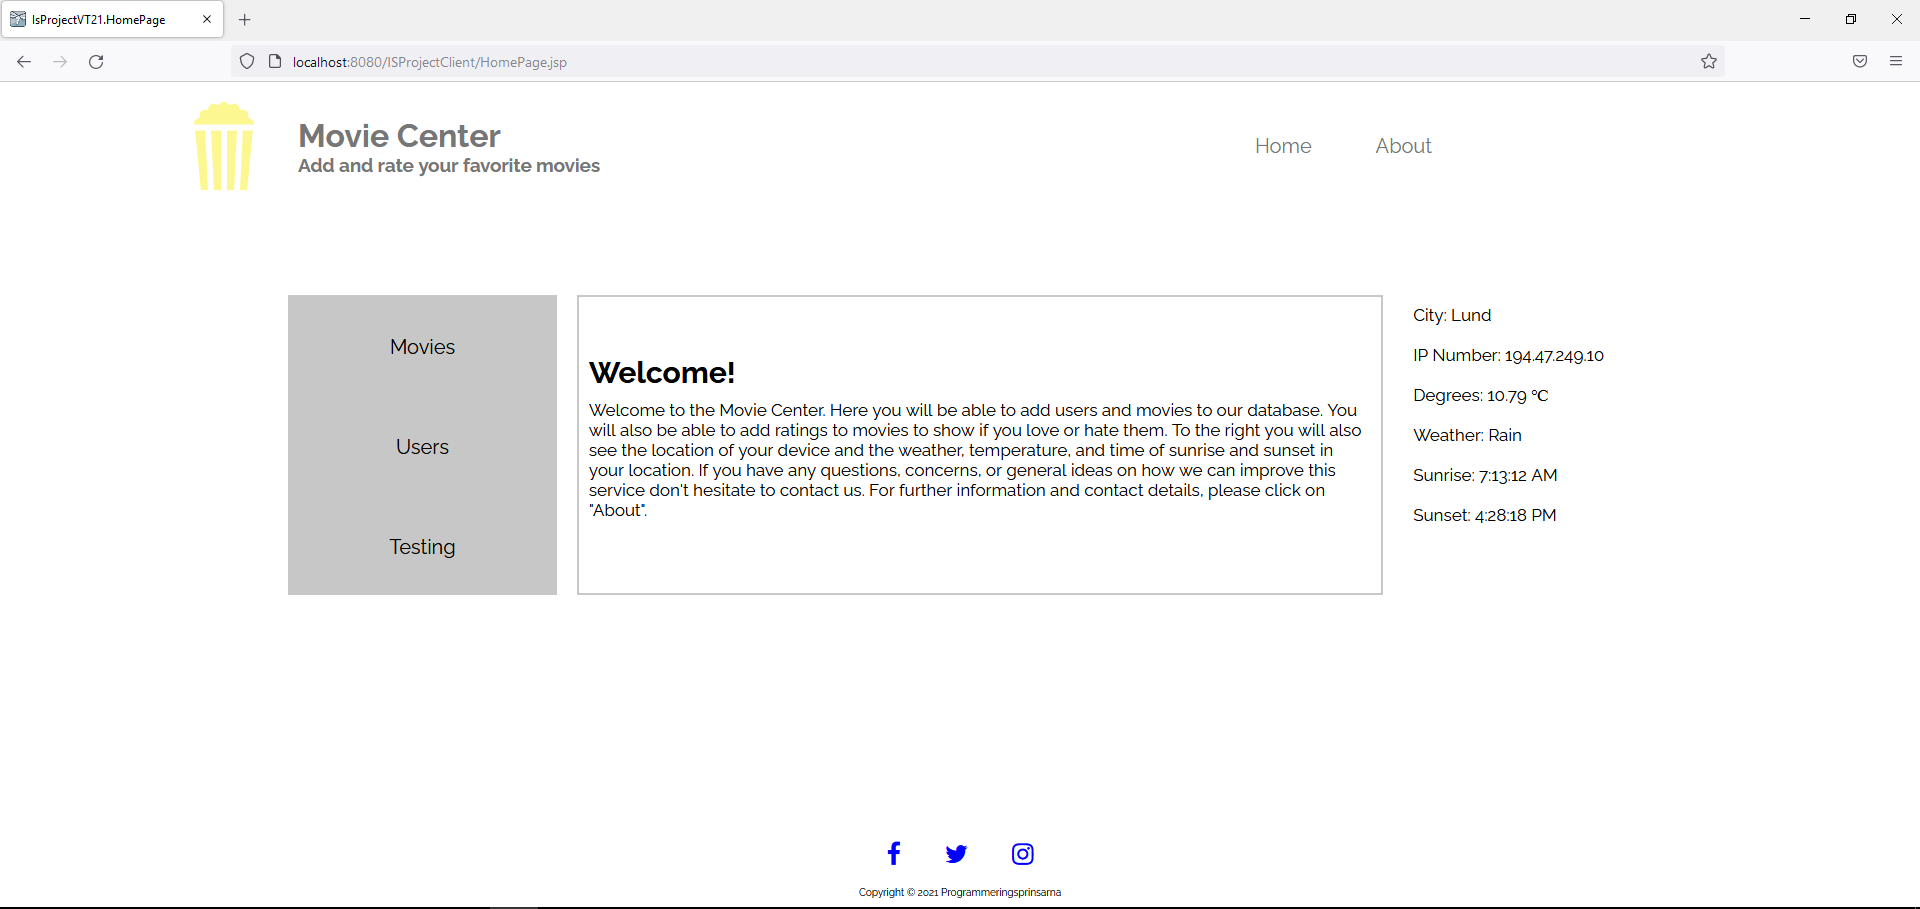 IsProjectVT21.HomePage
localhost:8080/ISProjectClient/HomePage.jsp
Movie Center
Add and rate your favorite movies
Home
About
Movies
Users
Testing
Welcome!
Welcome to the Movie Center. Here you will be able to add users and movies to our database. You
will also be able to add ratings to movies to show if you love or hate them. To the right you will also
see the location of your device and the weather, temperature, and time of sunrise and sunset in
your location. If you have any questions, concerns, or general ideas on how we can improve this
service don't hesitate to contact us. For further information and contact details, please click on
"About".
City: Lund
IP Number: 194.47.249.10
Degrees: 10.79 °C
Weather: Rain
Sunrise: 7:13:12 AM
Sunset: 4:28:18 PM
Copyright © 2021 Programmeringsprinsarna